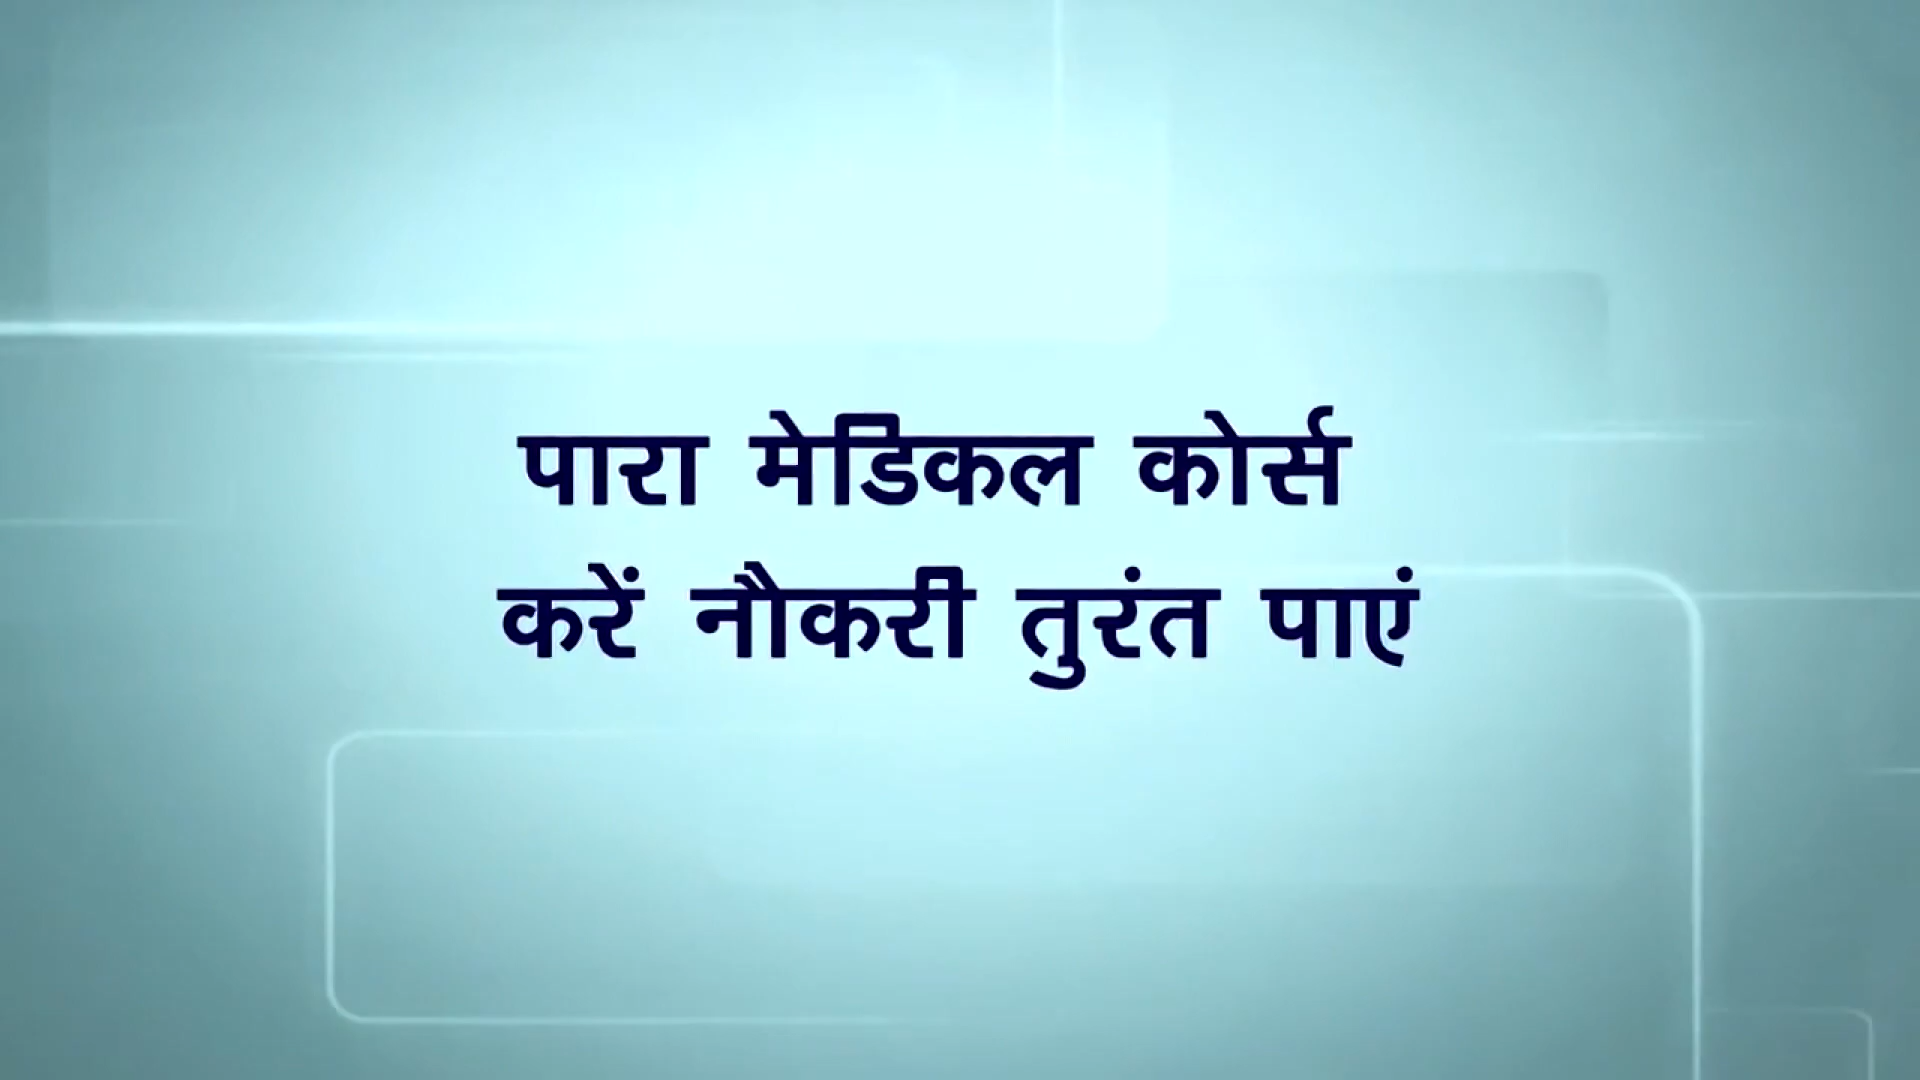 पारा मेडिकल कोर्स
करें नौकरी तुरंत पाएं